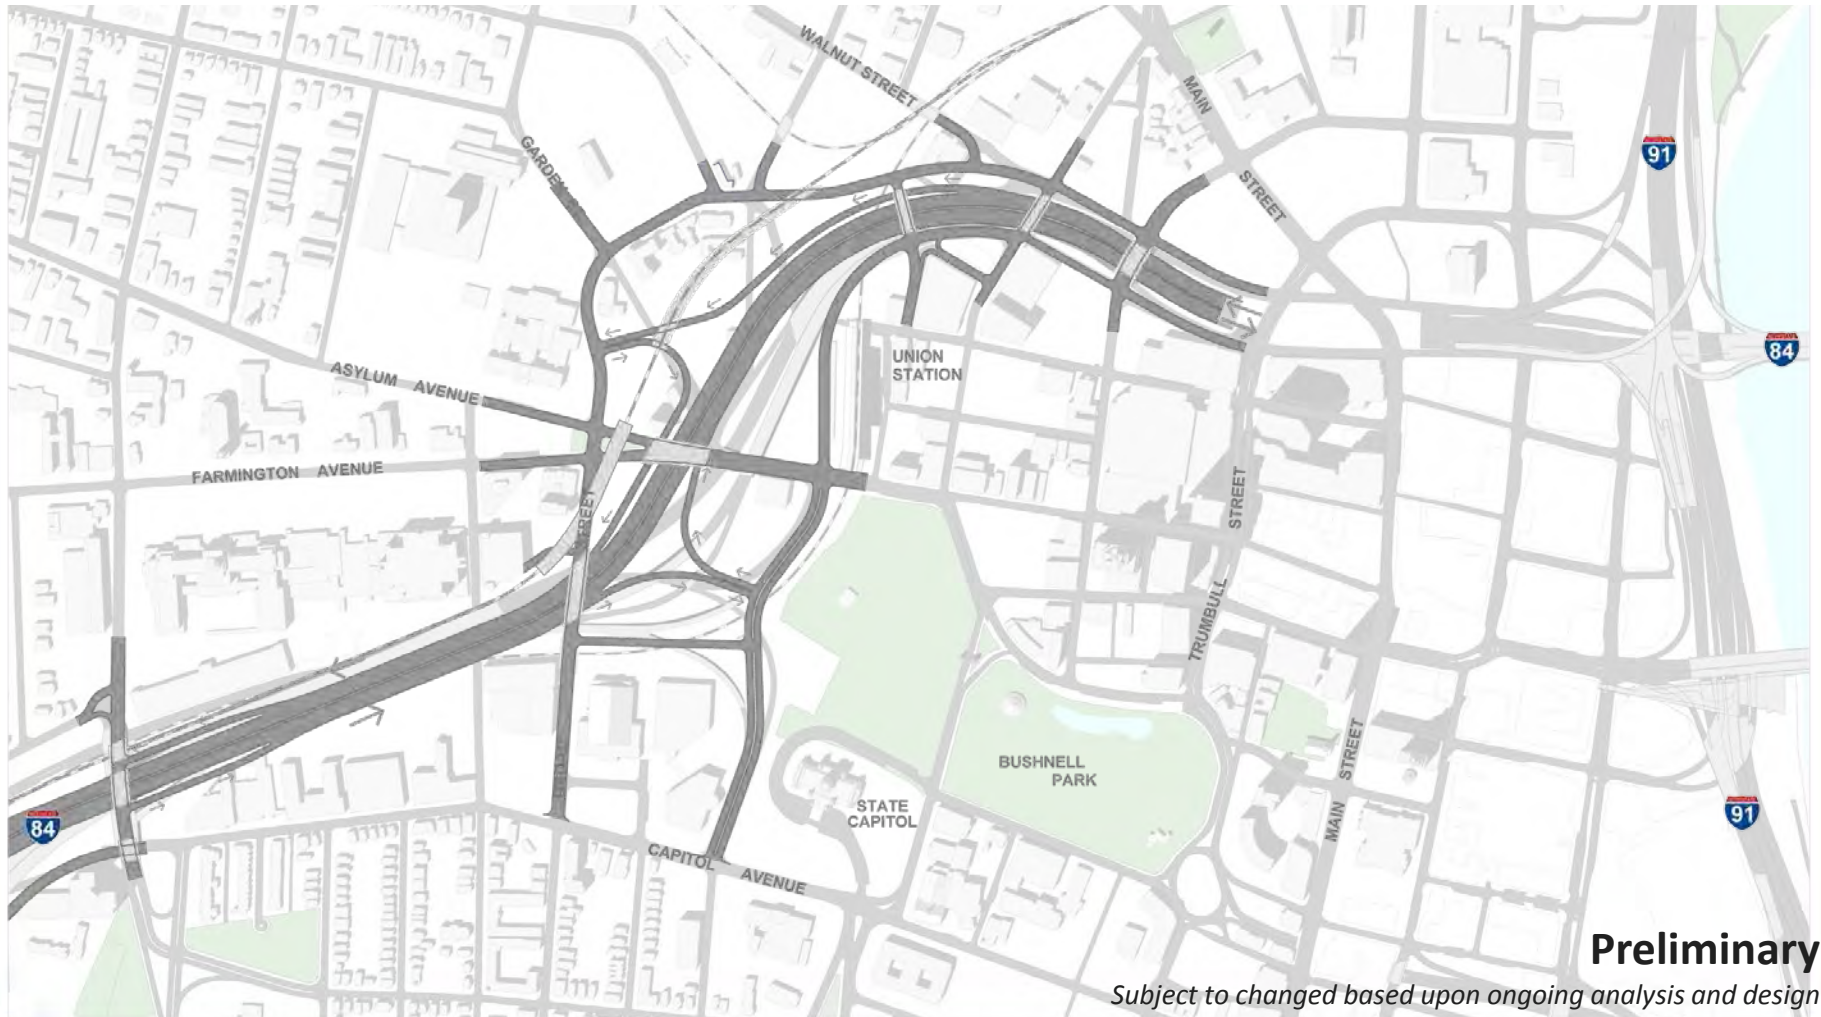 WALNUT STREET
MAIN
STREET
91
GARDEN
84
UNION
STATION
ASYLUM AVENUE
FARMINGTON AVENUE
STREET
STREET
TRUMBULL
BUSHNELL
PARK
STATE
CAPITOL
MAIN STREET
84
91
CAPITOL AVENUE
Preliminary
Subject to changed based upon ongoing analysis and design